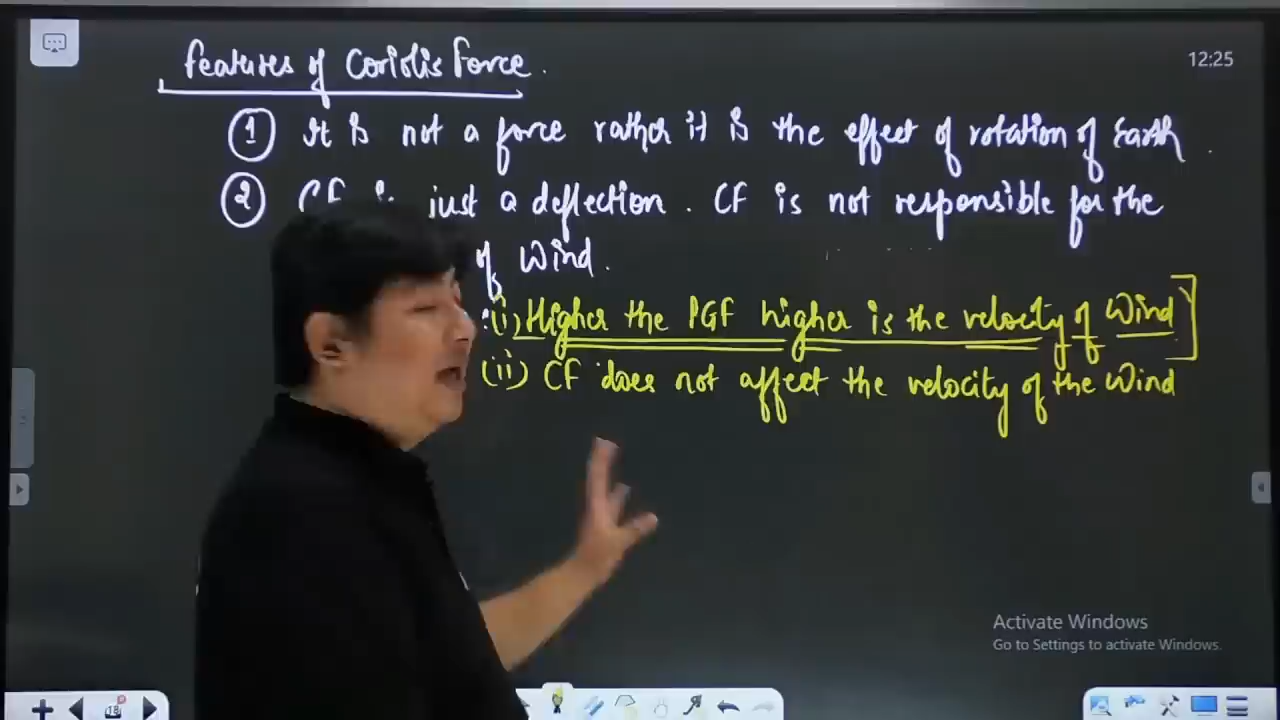 Features of Coriolis Force.
12:25
① It is not a force rather it is the effect of rotation of Earth.
② CF is just a deflection. CF is not responsible for the
of Wind.
(i) Higher the PGF higher is the velocity of Wind
(ii) CF does not affect the velocity of the Wind
Activate Windows
Go to Settings to activate Windows.
18